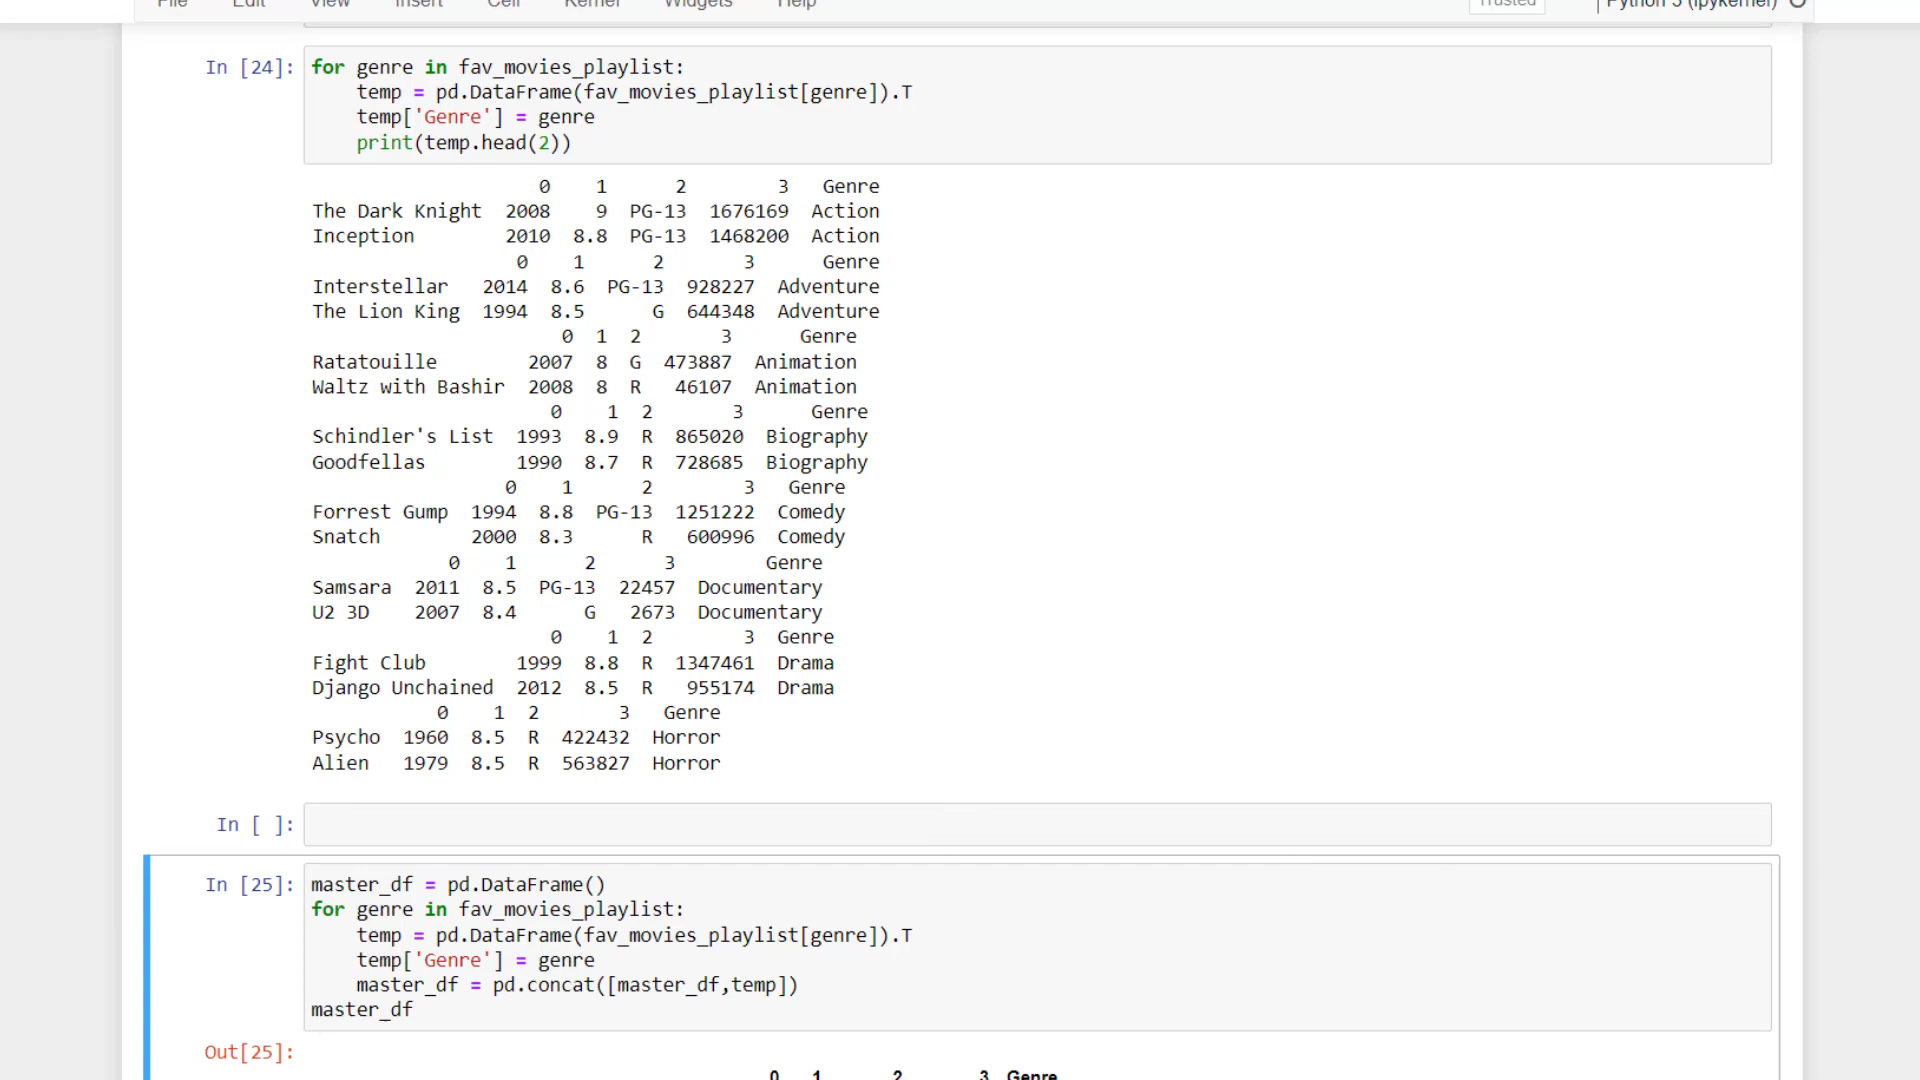 File Edit View Insert Cell Kernel Widgets Help Trusted Python 3 (ipykernel)
In [24]: for genre in fav_movies_playlist:
    temp = pd.DataFrame(fav_movies_playlist[genre]).T
    temp['Genre'] = genre
    print(temp.head(2))
                    0    1      2        3   Genre
The Dark Knight  2008    9  PG-13  1676169  Action
Inception        2010  8.8  PG-13  1468200  Action
                  0    1      2       3      Genre
Interstellar   2014  8.6  PG-13  928227  Adventure
The Lion King  1994  8.5      G  644348  Adventure
                      0  1  2       3      Genre
Ratatouille        2007  8  G  473887  Animation
Waltz with Bashir  2008  8  R   46107  Animation
                     0    1  2       3      Genre
Schindler's List  1993  8.9  R  865020  Biography
Goodfellas        1990  8.7  R  728685  Biography
                 0    1      2        3   Genre
Forrest Gump  1994  8.8  PG-13  1251222  Comedy
Snatch        2000  8.3      R   600996  Comedy
            0    1      2      3        Genre
Samsara  2011  8.5  PG-13  22457  Documentary
U2 3D    2007  8.4      G   2673  Documentary
                     0    1  2        3  Genre
Fight Club        1999  8.8  R  1347461  Drama
Django Unchained  2012  8.5  R   955174  Drama
           0    1  2       3   Genre
Psycho  1960  8.5  R  422432  Horror
Alien   1979  8.5  R  563827  Horror
In [ ]:
In [25]: master_df = pd.DataFrame()
for genre in fav_movies_playlist:
    temp = pd.DataFrame(fav_movies_playlist[genre]).T
    temp['Genre'] = genre
    master_df = pd.concat([master_df,temp])
master_df
Out[25]:
0 1 2 3 Genre